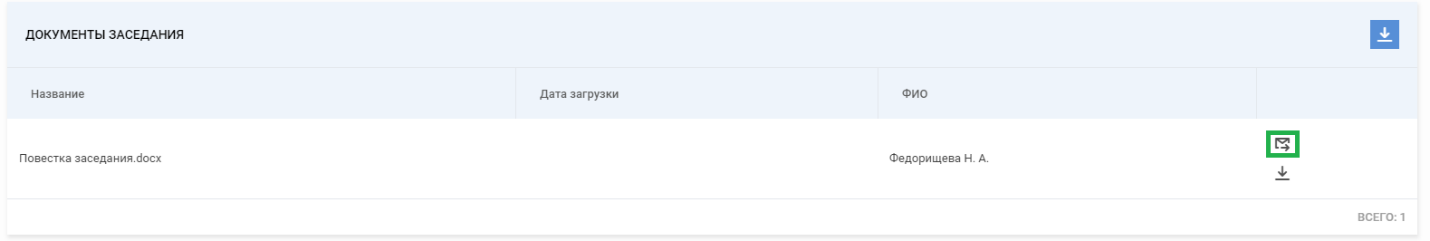 ДОКУМЕНТЫ ЗАСЕДАНИЯ
Название Дата загрузки ФИО
Повестка заседания.docx Федорищева Н. А.
ВСЕГО: 1